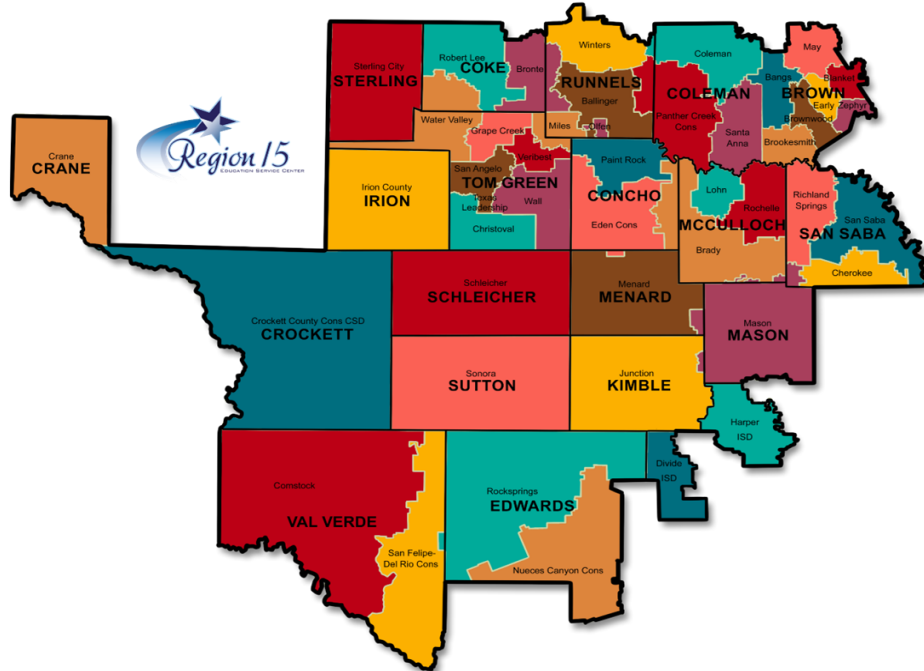 Region 15
EDUCATION SERVICE CENTER
Crane
CRANE
Sterling City
STERLING
Robert Lee
COKE
Bronte
Winters
RUNNELS
Ballinger
Olfen
Coleman
COLEMAN
Panther Creek
Cons
Santa
Anna
May
Bangs
Blanket
BROWN
Early
Zephyr
Brownwood
Brookesmith
Water Valley
Grape Creek
Miles
Veribest
San Angelo
TOM GREEN
Texas
Leadership
Wall
Christoval
Irion County
IRION
Paint Rock
CONCHO
Eden Cons
Lohn
Rochelle
MCCULLOCH
Brady
Richland
Springs
San Saba
SAN SABA
Cherokee
Crockett County Cons CSD
CROCKETT
Schleicher
SCHLEICHER
Menard
MENARD
Mason
MASON
Sonora
SUTTON
Junction
KIMBLE
Harper
ISD
Comstock
VAL VERDE
San Felipe-
Del Rio Cons
Rocksprings
EDWARDS
Nueces Canyon Cons
Divide
ISD